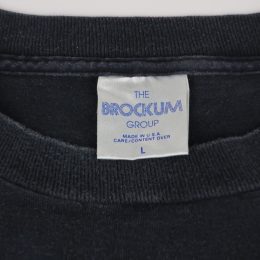 THE
BROCKUM
GROUP
MADE IN U.S.A.
CARE/CONTENT OVER
L